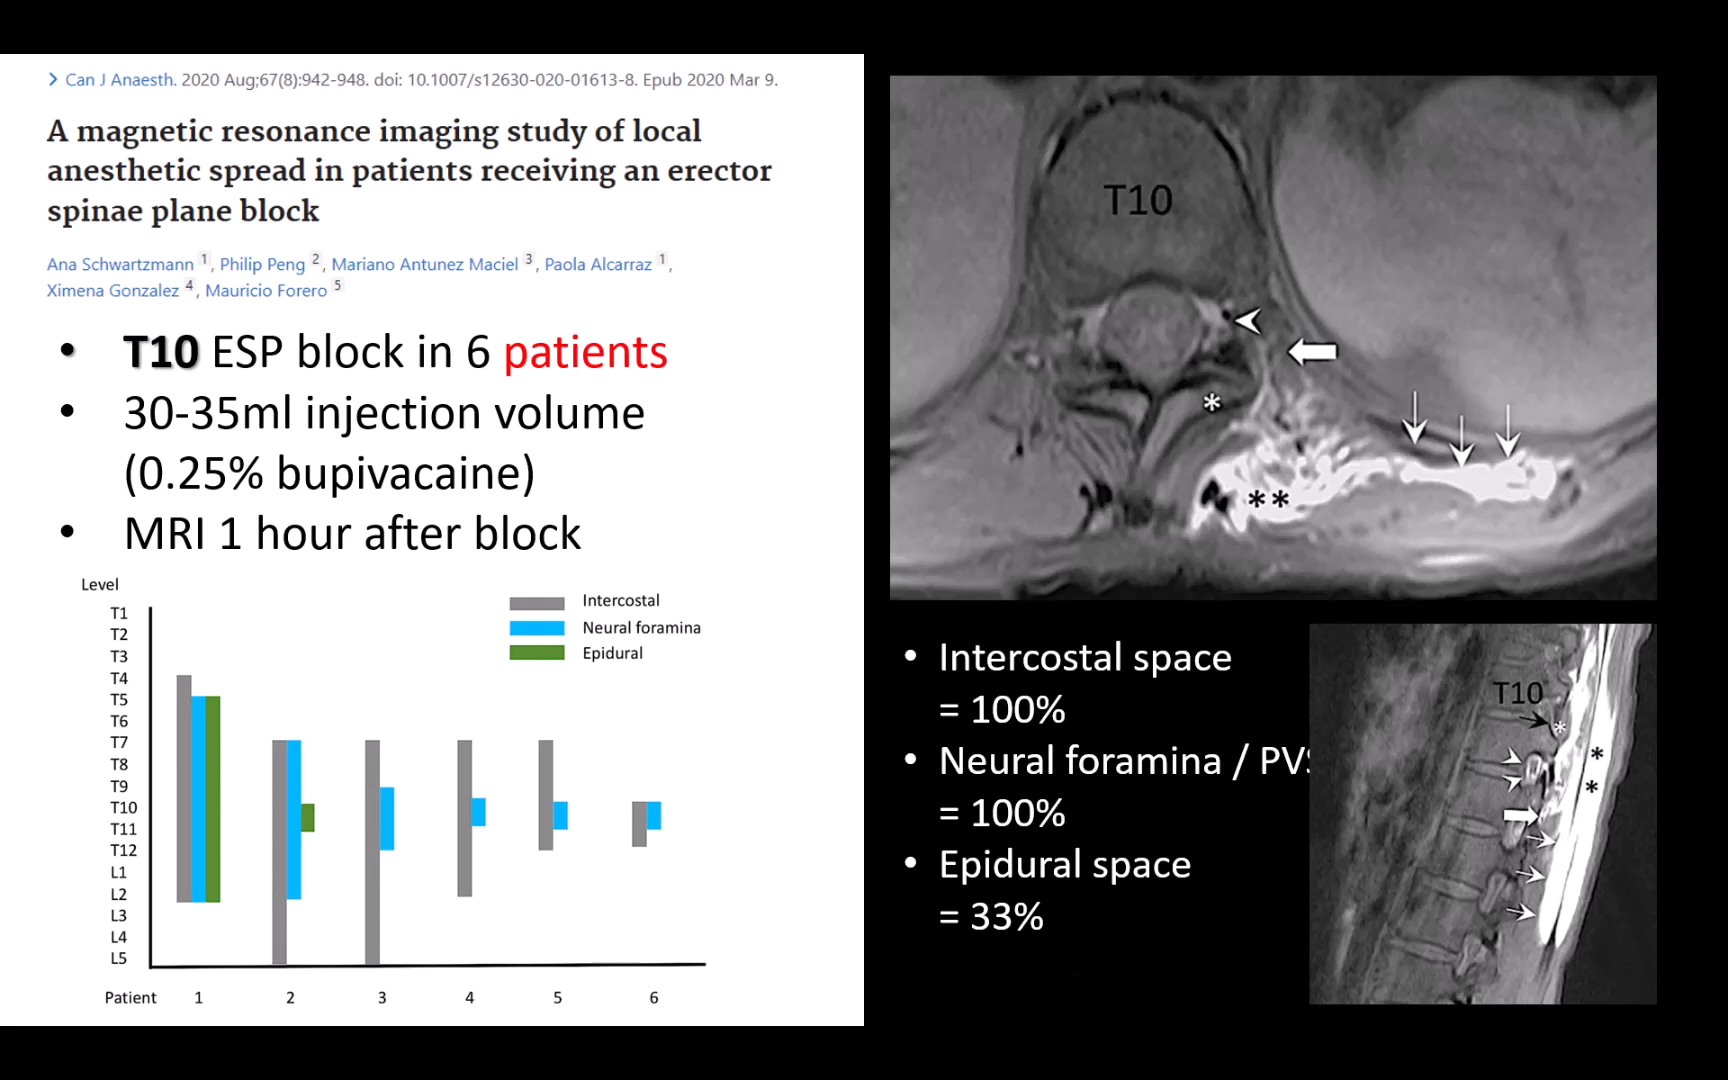 > Can J Anaesth. 2020 Aug;67(8):942-948. doi: 10.1007/s12630-020-01613-8. Epub 2020 Mar 9.
A magnetic resonance imaging study of local
anesthetic spread in patients receiving an erector
spinae plane block
Ana Schwartzmann 1, Philip Peng 2, Mariano Antunez Maciel 3, Paola Alcarraz 1,
Ximena Gonzalez 4, Mauricio Forero 5
• T10 ESP block in 6 patients
• 30-35ml injection volume
(0.25% bupivacaine)
• MRI 1 hour after block
Level
Intercostal
Neural foramina
Epidural
T1
T2
T3
T4
T5
T6
T7
T8
T9
T10
T11
T12
L1
L2
L3
L4
L5
Patient 1 2 3 4 5 6
T10
*
**
• Intercostal space
= 100%
• Neural foramina / PVS
= 100%
• Epidural space
= 33%
T10
*
*
*